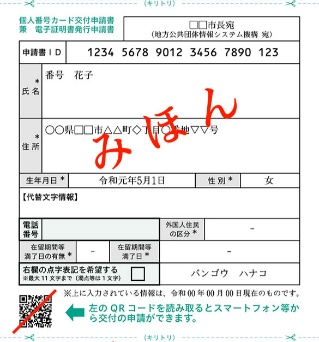 (キリトリ)
個人番号カード交付申請書
兼 電子証明書発行申請書
□□市長宛
(地方公共団体情報システム機構 宛)
申請書ID 1234 5678 9012 3456 7890 123
氏名* 番号 花子
住所* 〇〇県□□市△△町◇丁目〇番地▽▽号
みほん
生年月日* 令和元年5月1日 性別* 女
【代替文字情報】
電話番号 外国人住民の区分* -
在留期間等満了日の有無* - 在留期間等満了日* -
右欄の点字表記を希望する
※最大11文字まで(濁点等は1文字)
バンゴウ ハナコ
※上に入力されている情報は、令和00年00月00日現在のものです。
左のQRコードを読み取るとスマートフォン等か
ら交付の申請ができます。
(キリトリ)